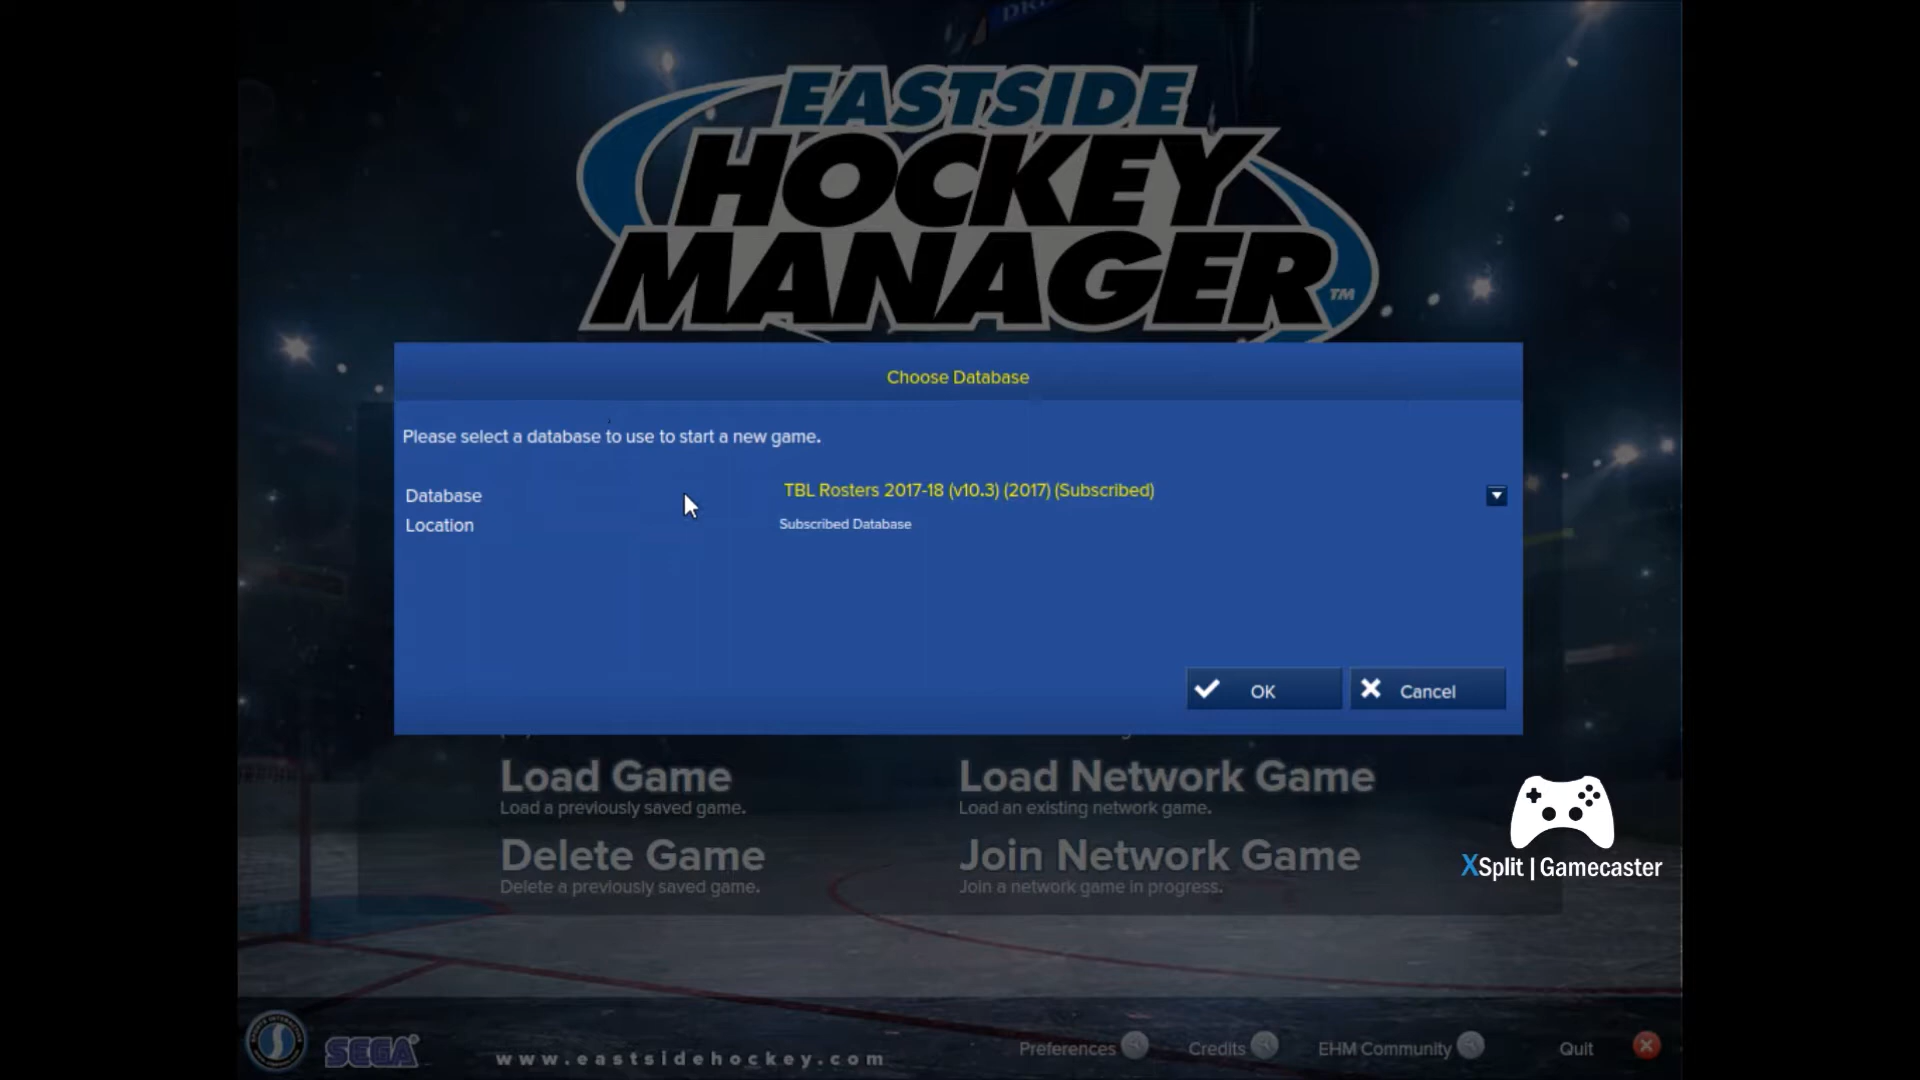 EASTSIDE
HOCKEY
MANAGER™
Choose Database
Please select a database to use to start a new game.
Database TBL Rosters 2017-18 (v10.3) (2017) (Subscribed)
Location Subscribed Database
OK Cancel
Load Game
Load a previously saved game.
Load Network Game
Load an existing network game.
Delete Game
Delete a previously saved game.
Join Network Game
Join a network game in progress.
XSplit | Gamecaster
SEGA®
www.eastsidehockey.com
Preferences Credits EHM Community Quit